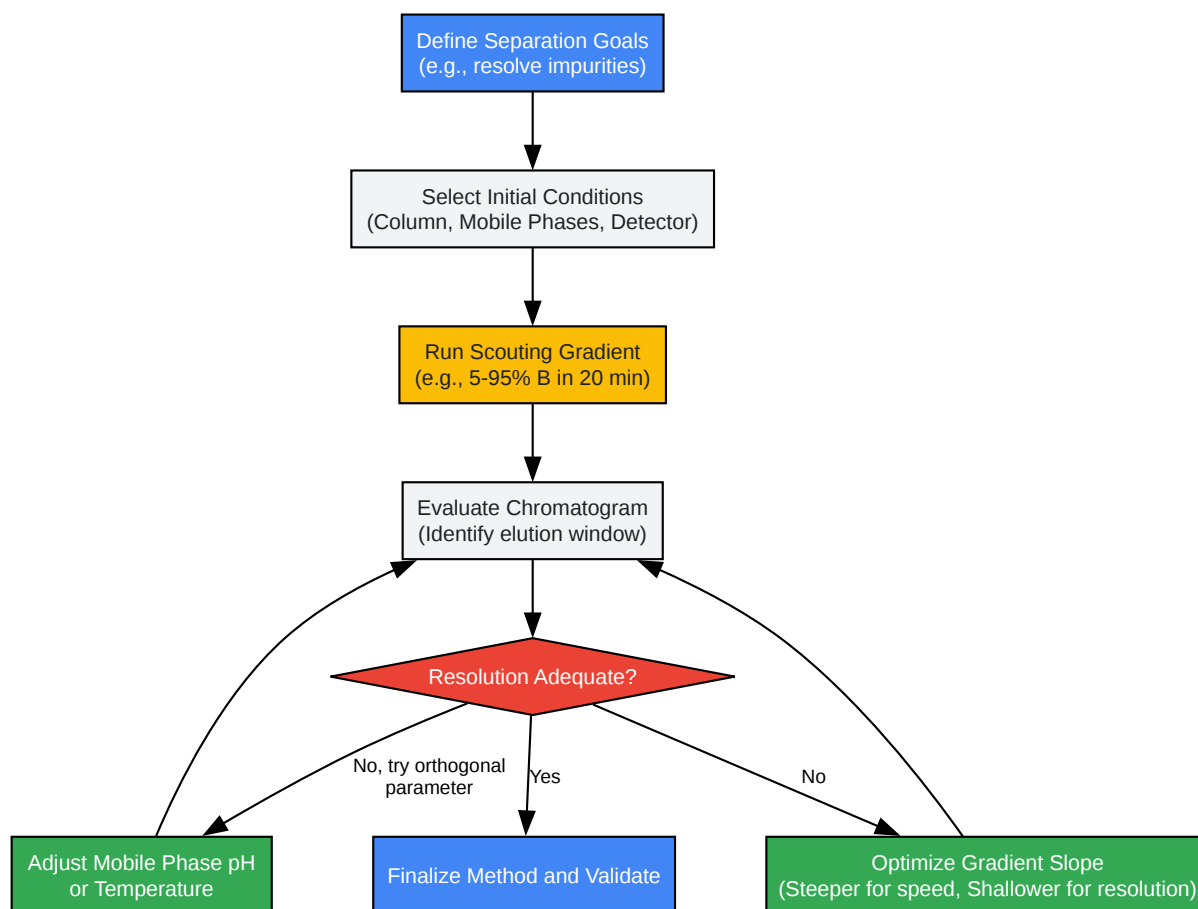 Define Separation Goals
(e.g., resolve impurities)
Select Initial Conditions
(Column, Mobile Phases, Detector)
Run Scouting Gradient
(e.g., 5-95% B in 20 min)
Evaluate Chromatogram
(Identify elution window)
Resolution Adequate?
No, try orthogonal
parameter
Yes
No
Adjust Mobile Phase pH
or Temperature
Finalize Method and Validate
Optimize Gradient Slope
(Steeper for speed, Shallower for resolution)